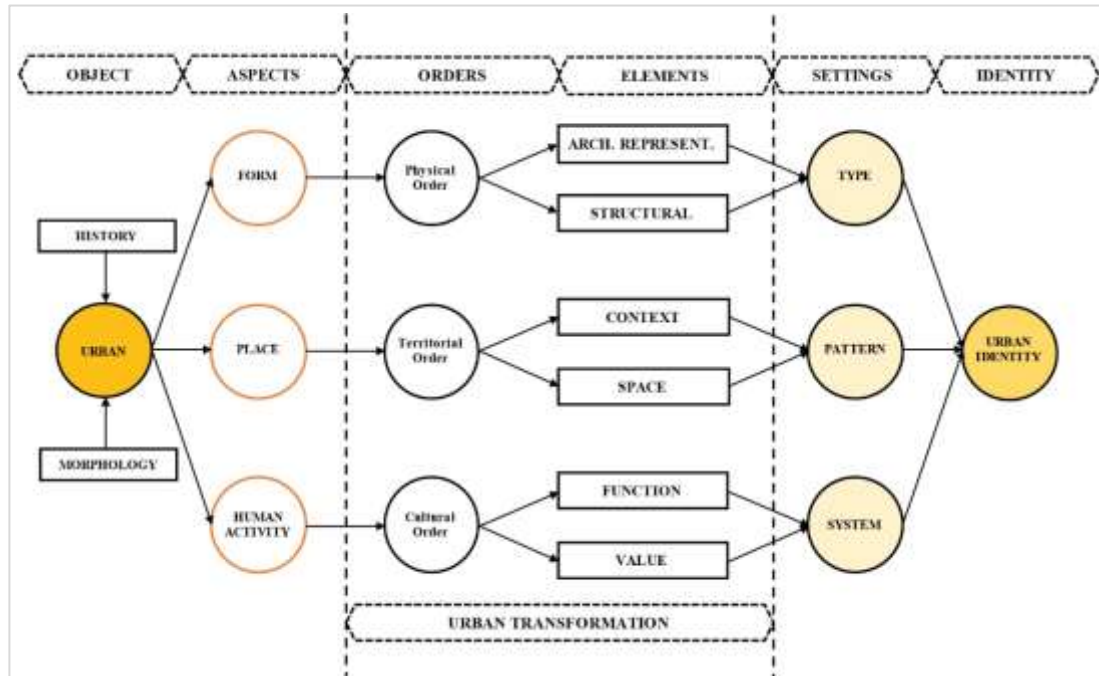 OBJECT
ASPECTS
ORDERS
ELEMENTS
SETTINGS
IDENTITY
HISTORY
URBAN
MORPHOLOGY
FORM
PLACE
HUMAN
ACTIVITY
Physical
Order
Territorial
Order
Cultural
Order
ARCH. REPRESENT.
STRUCTURAL
CONTEXT
SPACE
FUNCTION
VALUE
TYPE
PATTERN
SYSTEM
URBAN
IDENTITY
URBAN TRANSFORMATION